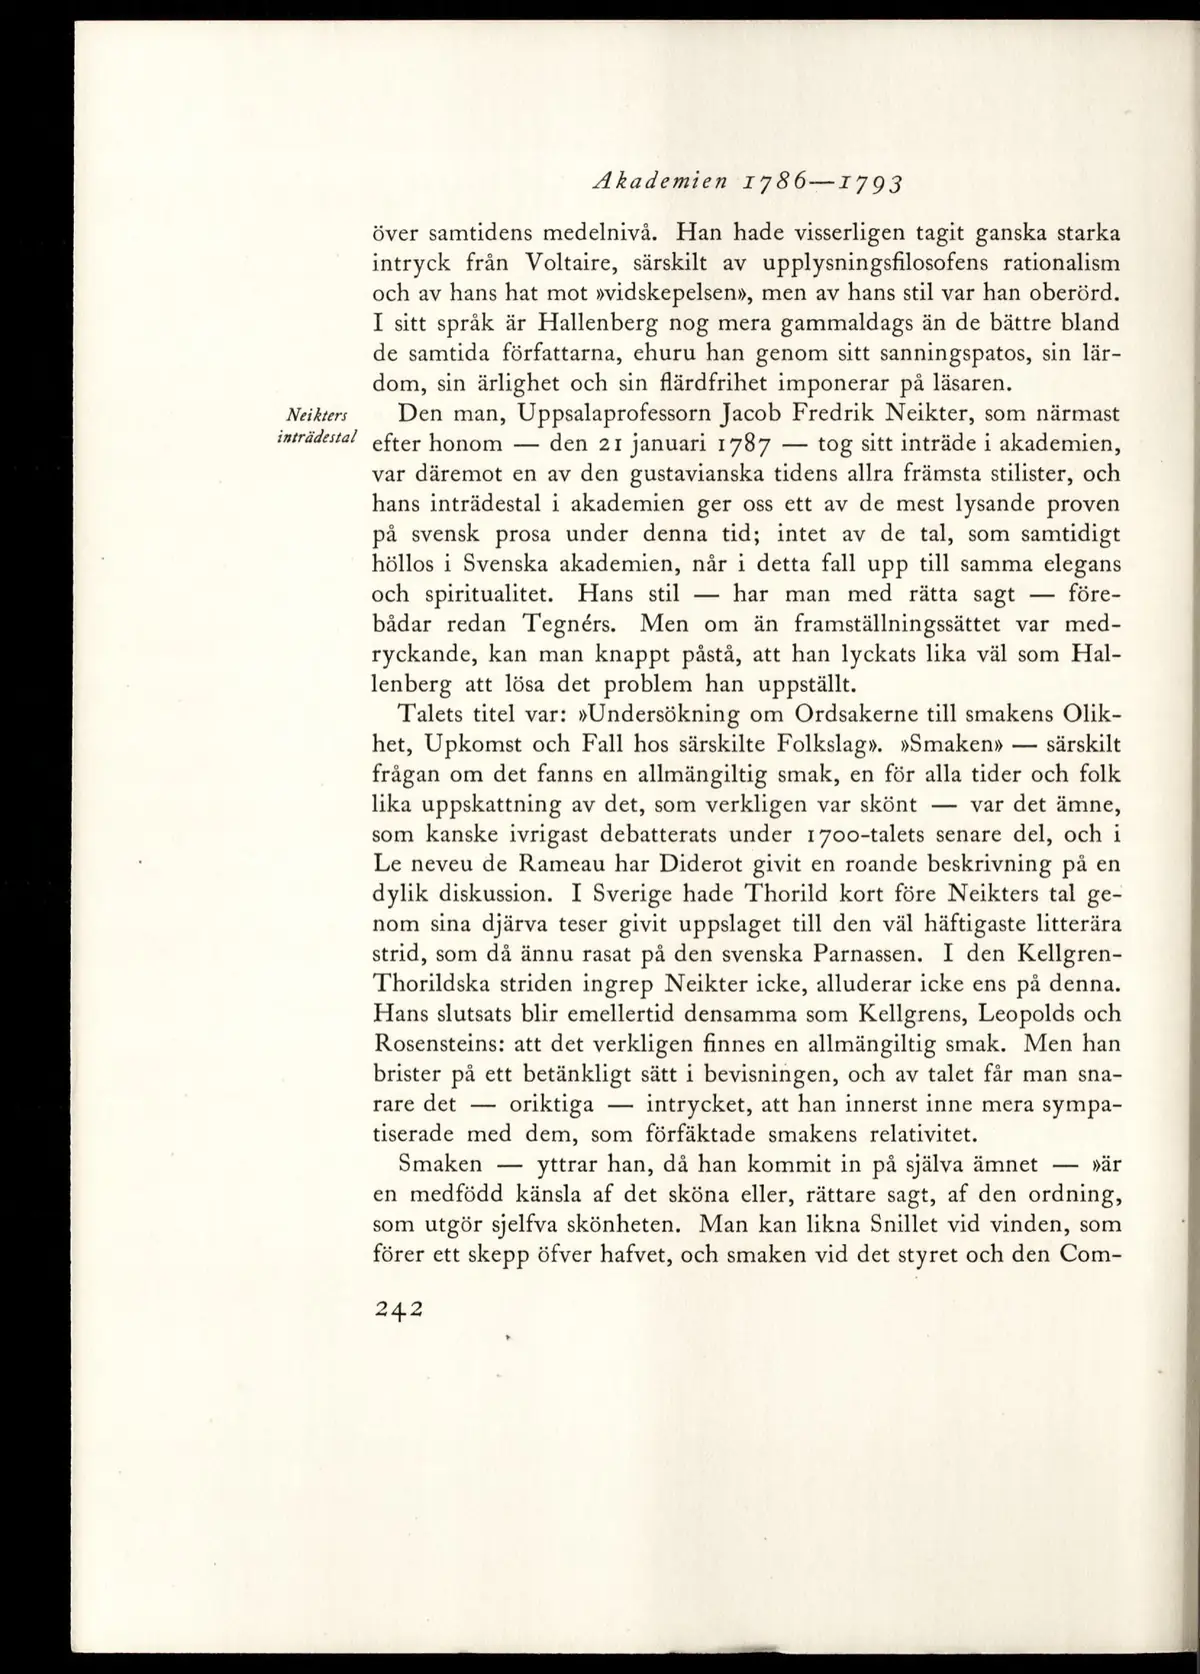 Akademien 1786—1793
över samtidens medelnivå. Han hade visserligen tagit ganska starka
intryck från Voltaire, särskilt av upplysningsfilosofens rationalism
och av hans hat mot »vidskepelsen», men av hans stil var han oberörd.
I sitt språk är Hallenberg nog mera gammaldags än de bättre bland
de samtida författarna, ehuru han genom sitt sanningspatos, sin lär-
dom, sin ärlighet och sin flärdfrihet imponerar på läsaren.
Neikters
inträdestal
Den man, Uppsalaprofessorn Jacob Fredrik Neikter, som närmast
efter honom — den 21 januari 1787 — tog sitt inträde i akademien,
var däremot en av den gustavianska tidens allra främsta stilister, och
hans inträdestal i akademien ger oss ett av de mest lysande proven
på svensk prosa under denna tid; intet av de tal, som samtidigt
höllos i Svenska akademien, når i detta fall upp till samma elegans
och spiritualitet. Hans stil — har man med rätta sagt — före-
bådar redan Tegnérs. Men om än framställningssättet var med-
ryckande, kan man knappt påstå, att han lyckats lika väl som Hal-
lenberg att lösa det problem han uppställt.
Talets titel var: »Undersökning om Ordsakerne till smakens Olik-
het, Upkomst och Fall hos särskilte Folkslag». »Smaken» — särskilt
frågan om det fanns en allmängiltig smak, en för alla tider och folk
lika uppskattning av det, som verkligen var skönt — var det ämne,
som kanske ivrigast debatterats under 1700-talets senare del, och i
Le neveu de Rameau har Diderot givit en roande beskrivning på en
dylik diskussion. I Sverige hade Thorild kort före Neikters tal ge-
nom sina djärva teser givit uppslaget till den väl häftigaste litterära
strid, som då ännu rasat på den svenska Parnassen. I den Kellgren-
Thorildska striden ingrep Neikter icke, alluderar icke ens på denna.
Hans slutsats blir emellertid densamma som Kellgrens, Leopolds och
Rosensteins: att det verkligen finnes en allmängiltig smak. Men han
brister på ett betänkligt sätt i bevisningen, och av talet får man sna-
rare det — oriktiga — intrycket, att han innerst inne mera sympa-
tiserade med dem, som förfäktade smakens relativitet.
Smaken — yttrar han, då han kommit in på själva ämnet — »är
en medfödd känsla af det sköna eller, rättare sagt, af den ordning,
som utgör sjelfva skönheten. Man kan likna Snillet vid vinden, som
förer ett skepp öfver hafvet, och smaken vid det styret och den Com-
242